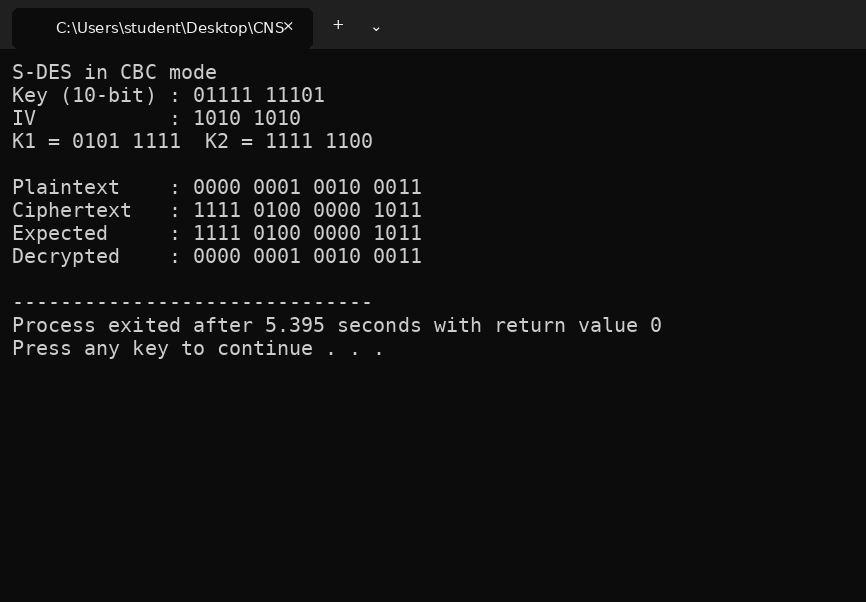 C:\Users\student\Desktop\CNS
S-DES in CBC mode
Key (10-bit) : 01111 11101
IV           : 1010 1010
K1 = 0101 1111  K2 = 1111 1100
Plaintext    : 0000 0001 0010 0011
Ciphertext   : 1111 0100 0000 1011
Expected     : 1111 0100 0000 1011
Decrypted    : 0000 0001 0010 0011
------------------------------
Process exited after 5.395 seconds with return value 0
Press any key to continue . . .